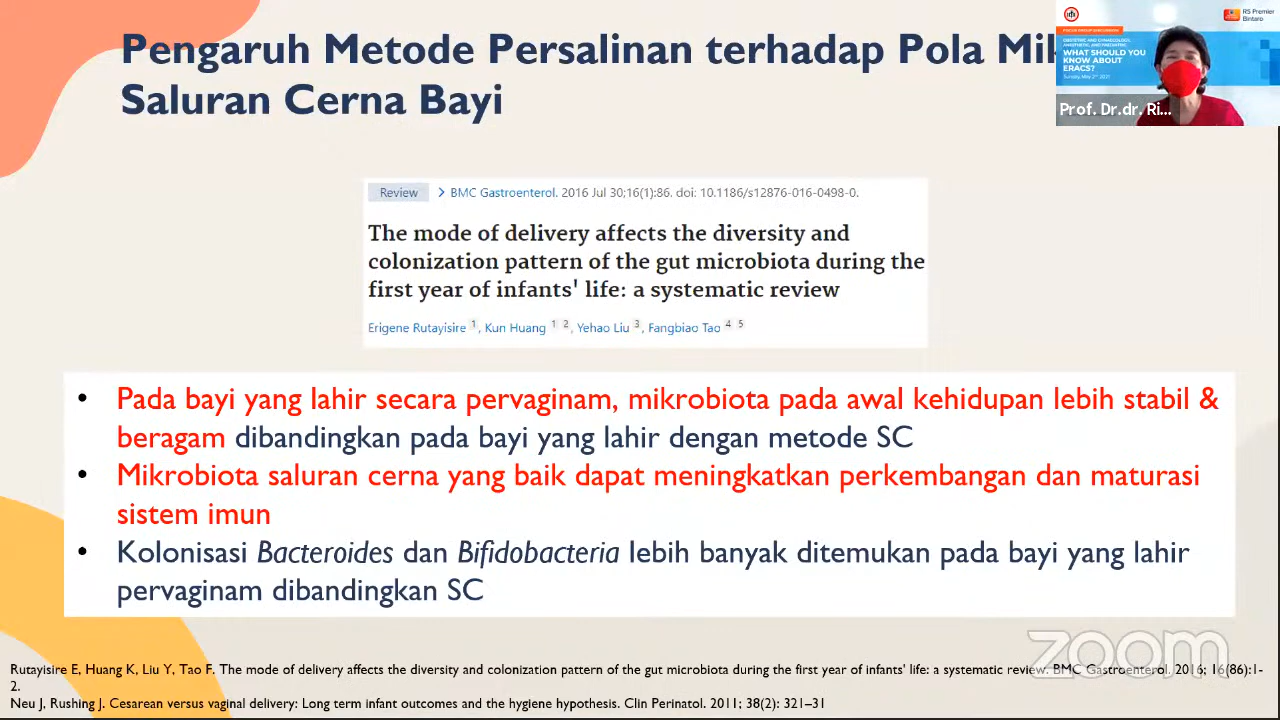 Pengaruh Metode Persalinan terhadap Pola
Saluran Cerna Bayi
RS Premier
Bintaro
WHAT SHOULD YOU
KNOW ABOUT
ERACS?
Prof. Dr.dr. Ri...
Review > BMC Gastroenterol. 2016 Jul 30;16(1):86. doi: 10.1186/s12876-016-0498-0.
The mode of delivery affects the diversity and
colonization pattern of the gut microbiota during the
first year of infants' life: a systematic review
Erigene Rutayisire 1, Kun Huang 1 2, Yehao Liu 3, Fangbiao Tao 4 5
• Pada bayi yang lahir secara pervaginam, mikrobiota pada awal kehidupan lebih stabil &
beragam dibandingkan pada bayi yang lahir dengan metode SC
• Mikrobiota saluran cerna yang baik dapat meningkatkan perkembangan dan maturasi
sistem imun
• Kolonisasi Bacteroides dan Bifidobacteria lebih banyak ditemukan pada bayi yang lahir
pervaginam dibandingkan SC
zoom
Rutayisire E, Huang K, Liu Y, Tao F. The mode of delivery affects the diversity and colonization pattern of the gut microbiota during the first year of infants' life: a systematic review. BMC Gastroenterol. 2016; 16(86):1-
2.
Neu J, Rushing J. Cesarean versus vaginal delivery: Long term infant outcomes and the hygiene hypothesis. Clin Perinatol. 2011; 38(2): 321–31